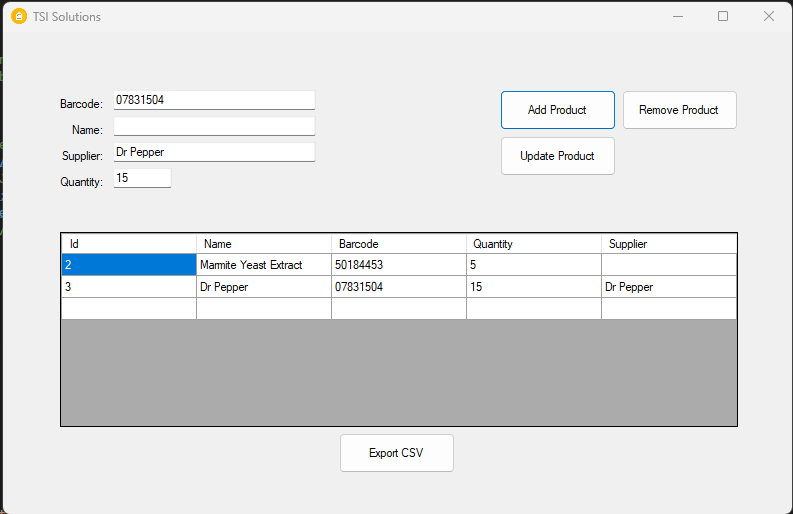 TSI Solutions
Barcode: 07831504
Name:
Supplier: Dr Pepper
Quantity: 15
Add Product Remove Product
Update Product
Id Name Barcode Quantity Supplier
2 Marmite Yeast Extract 50184453 5
3 Dr Pepper 07831504 15 Dr Pepper
Export CSV